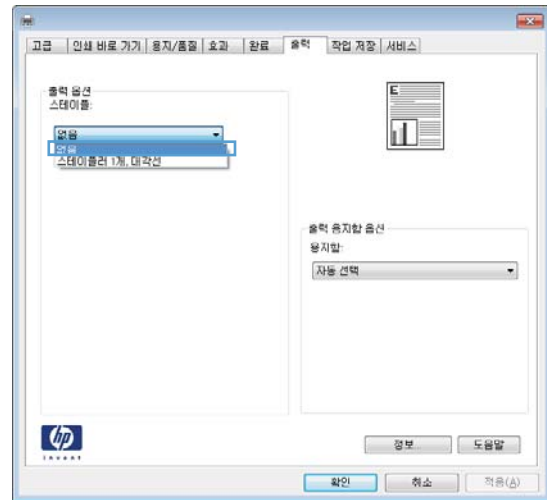 고급 인쇄 바로 가기 용지/품질 효과 완료 출력 작업 저장 서비스
출력 옵션
스테이플:
없음
없음
스테이플러 1개, 대각선
E
출력 용지함 옵션
용지함:
자동 선택
hp
invent
정보...
도움말
확인
취소
적용(A)